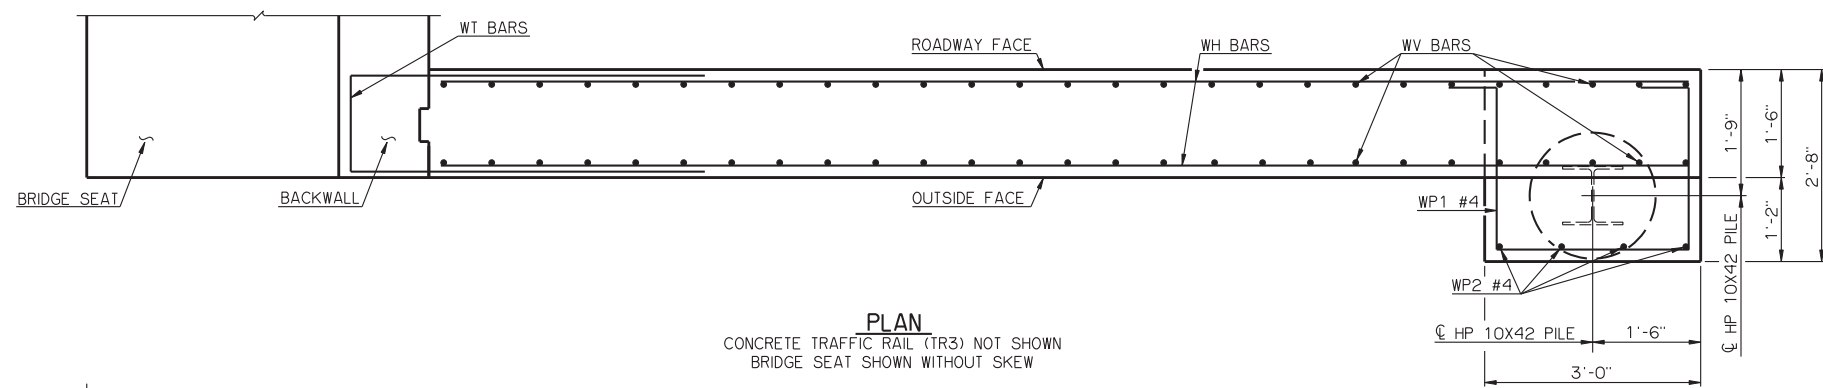 WT BARS
ROADWAY FACE
WH BARS
WV BARS
1'-9"
1'-6"
2'-8"
BRIDGE SEAT
BACKWALL
OUTSIDE FACE
WP1 #4
1'-2"
WP2 #4
℄ HP 10X42 PILE
PLAN
CONCRETE TRAFFIC RAIL (TR3) NOT SHOWN
BRIDGE SEAT SHOWN WITHOUT SKEW
℄ HP 10X42 PILE
1'-6"
3'-0"